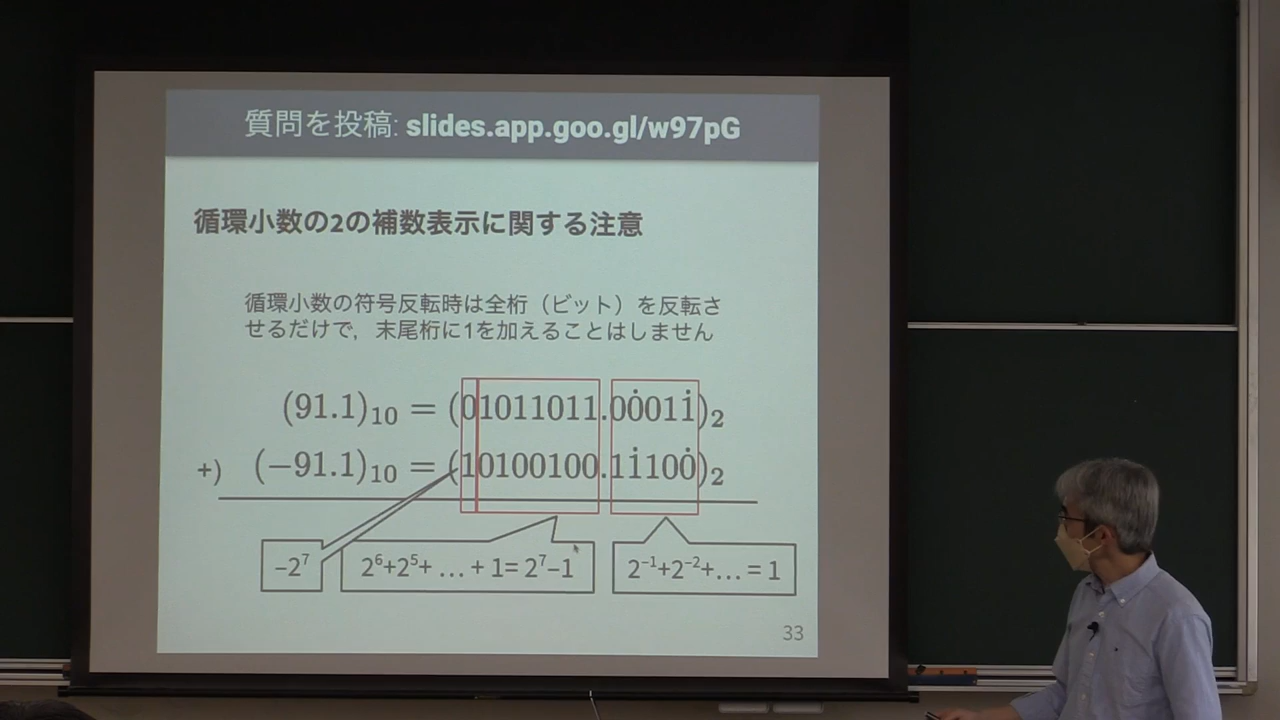 質問を投稿: slides.app.goo.gl/w97pG
循環小数の2の補数表示に関する注意
循環小数の符号反転時は全桁（ビット）を反転さ
せるだけで，末尾桁に1を加えることはしません
(91.1)₁₀ = (01011011.00̇011̇)₂
+) (−91.1)₁₀ = (10100100.11̇100̇)₂
−2⁷
2⁶+2⁵+ … + 1= 2⁷−1
2⁻¹+2⁻²+… = 1
33